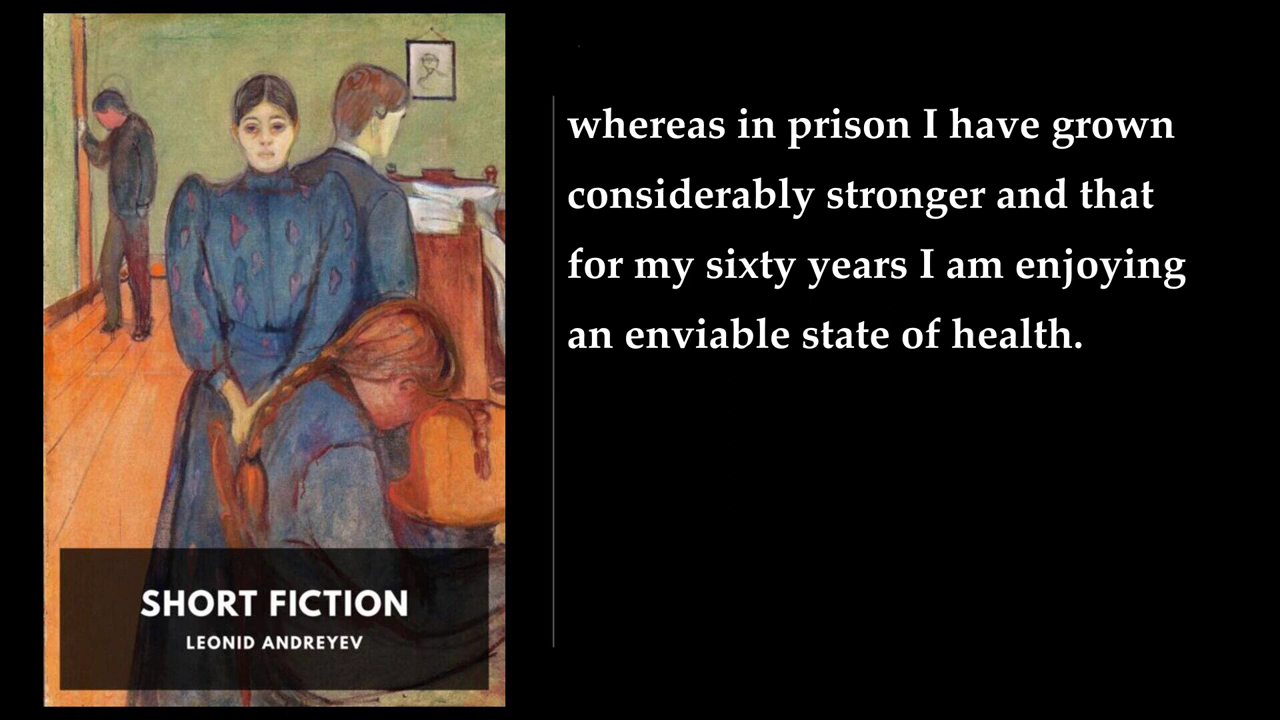 whereas in prison I have grown
considerably stronger and that
for my sixty years I am enjoying
an enviable state of health.
SHORT FICTION
LEONID ANDREYEV